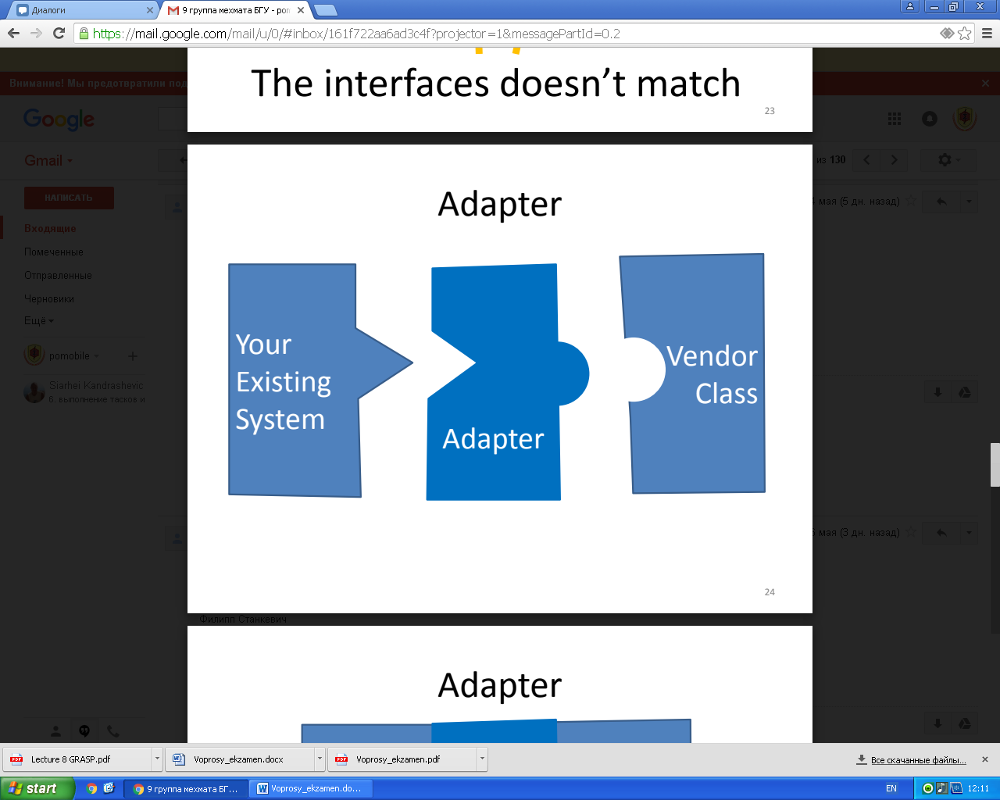 Диалоги
9 группа мехмата БГУ - pom
https://mail.google.com/mail/u/0/#inbox/161f722aa6ad3c4f?projector=1&messagePartId=0.2
The interfaces doesn't match
23
Внимание! Мы предотвратили под
Google
Gmail
из 130
НАПИСАТЬ
4 мая (5 дн. назад)
Входящие
Помеченные
Отправленные
Черновики
Ещё
pomobile
Siarhei Kandrashevic
6. выполнение тасков и
Adapter
Your
Existing
System
Adapter
Vendor
Class
24
мая (3 дн. назад)
Филипп Станкевич
Adapter
Lecture 8 GRASP.pdf
Voprosy_ekzamen.docx
Voprosy_ekzamen.pdf
Все скачанные файлы...
start
9 группа мехмата БГ...
Voprosy_ekzamen.do...
EN
12:11